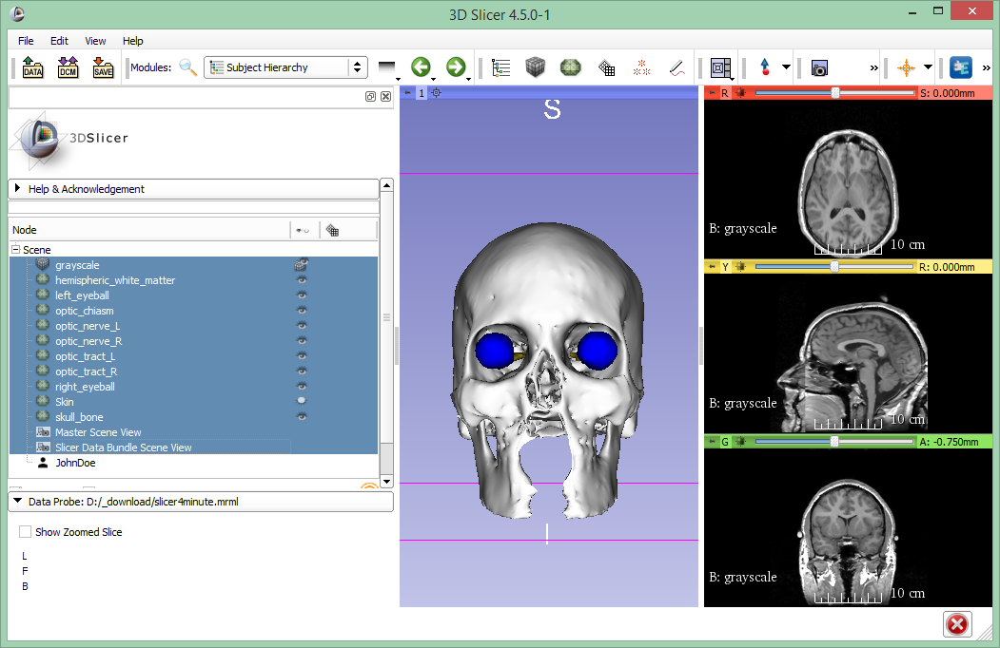 3D Slicer 4.5.0-1
File Edit View Help
DATA DCM SAVE Modules: Subject Hierarchy
3DSlicer
Help & Acknowledgement
Node
Scene
grayscale
hemispheric_white_matter
left_eyeball
optic_chiasm
optic_nerve_L
optic_nerve_R
optic_tract_L
optic_tract_R
right_eyeball
Skin
skull_bone
Master Scene View
Slicer Data Bundle Scene View
JohnDoe
Data Probe: D:/_download/slicer4minute.mrml
Show Zoomed Slice
L
F
B
1
S
I
R S: 0.000mm
B: grayscale
10 cm
Y R: 0.000mm
B: grayscale
10 cm
G A: -0.750mm
B: grayscale
10 cm